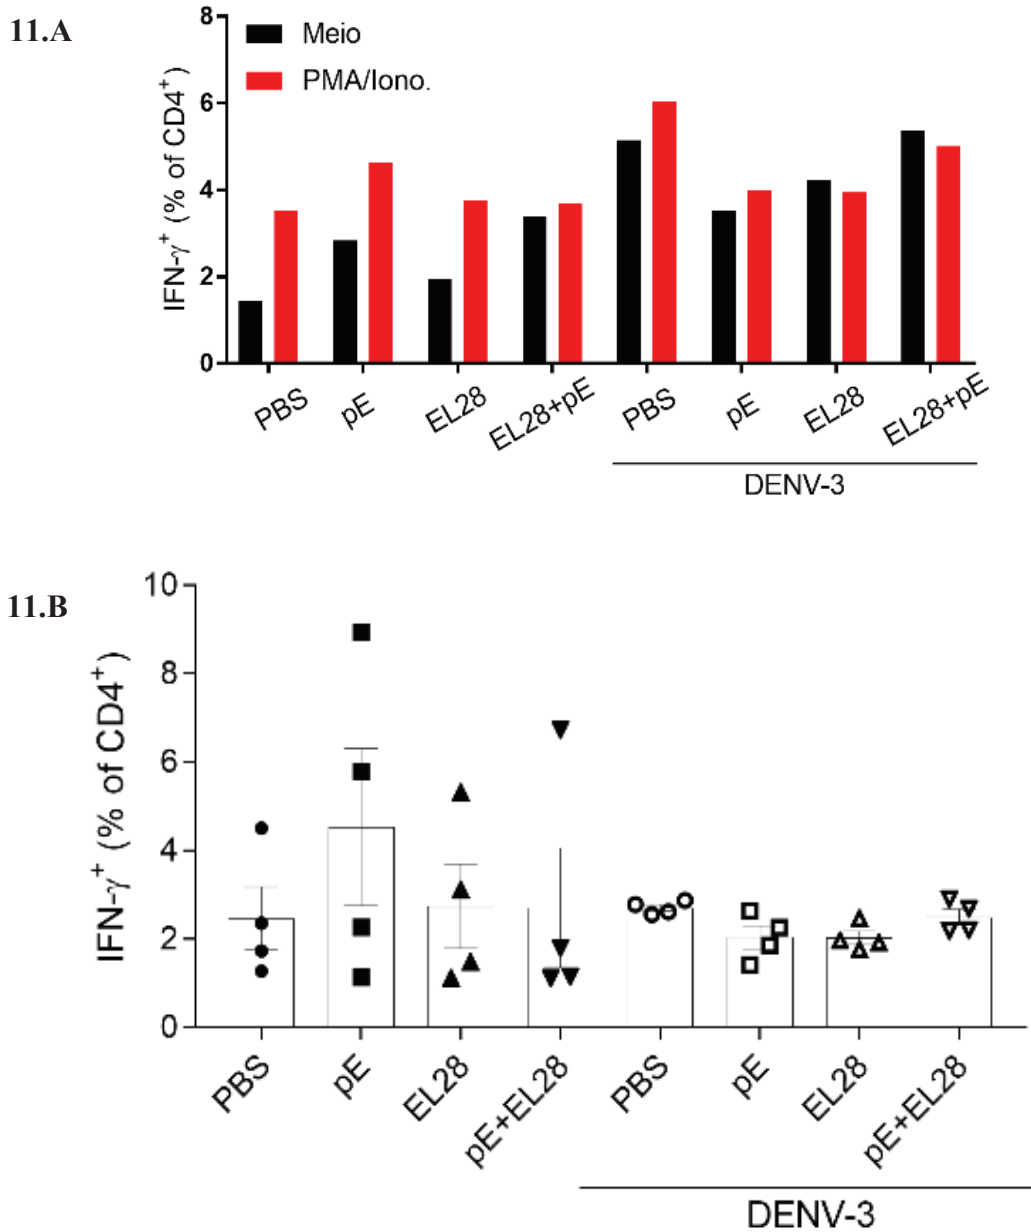 11.A
Meio
PMA/Iono.
IFN-γ⁺ (% of CD4⁺)
8
6
4
2
0
PBS
pE
EL28
EL28+pE
PBS
pE
EL28
EL28+pE
DENV-3
11.B
IFN-γ⁺ (% of CD4⁺)
10
8
6
4
2
0
PBS
pE
EL28
pE+EL28
PBS
pE
EL28
pE+EL28
DENV-3